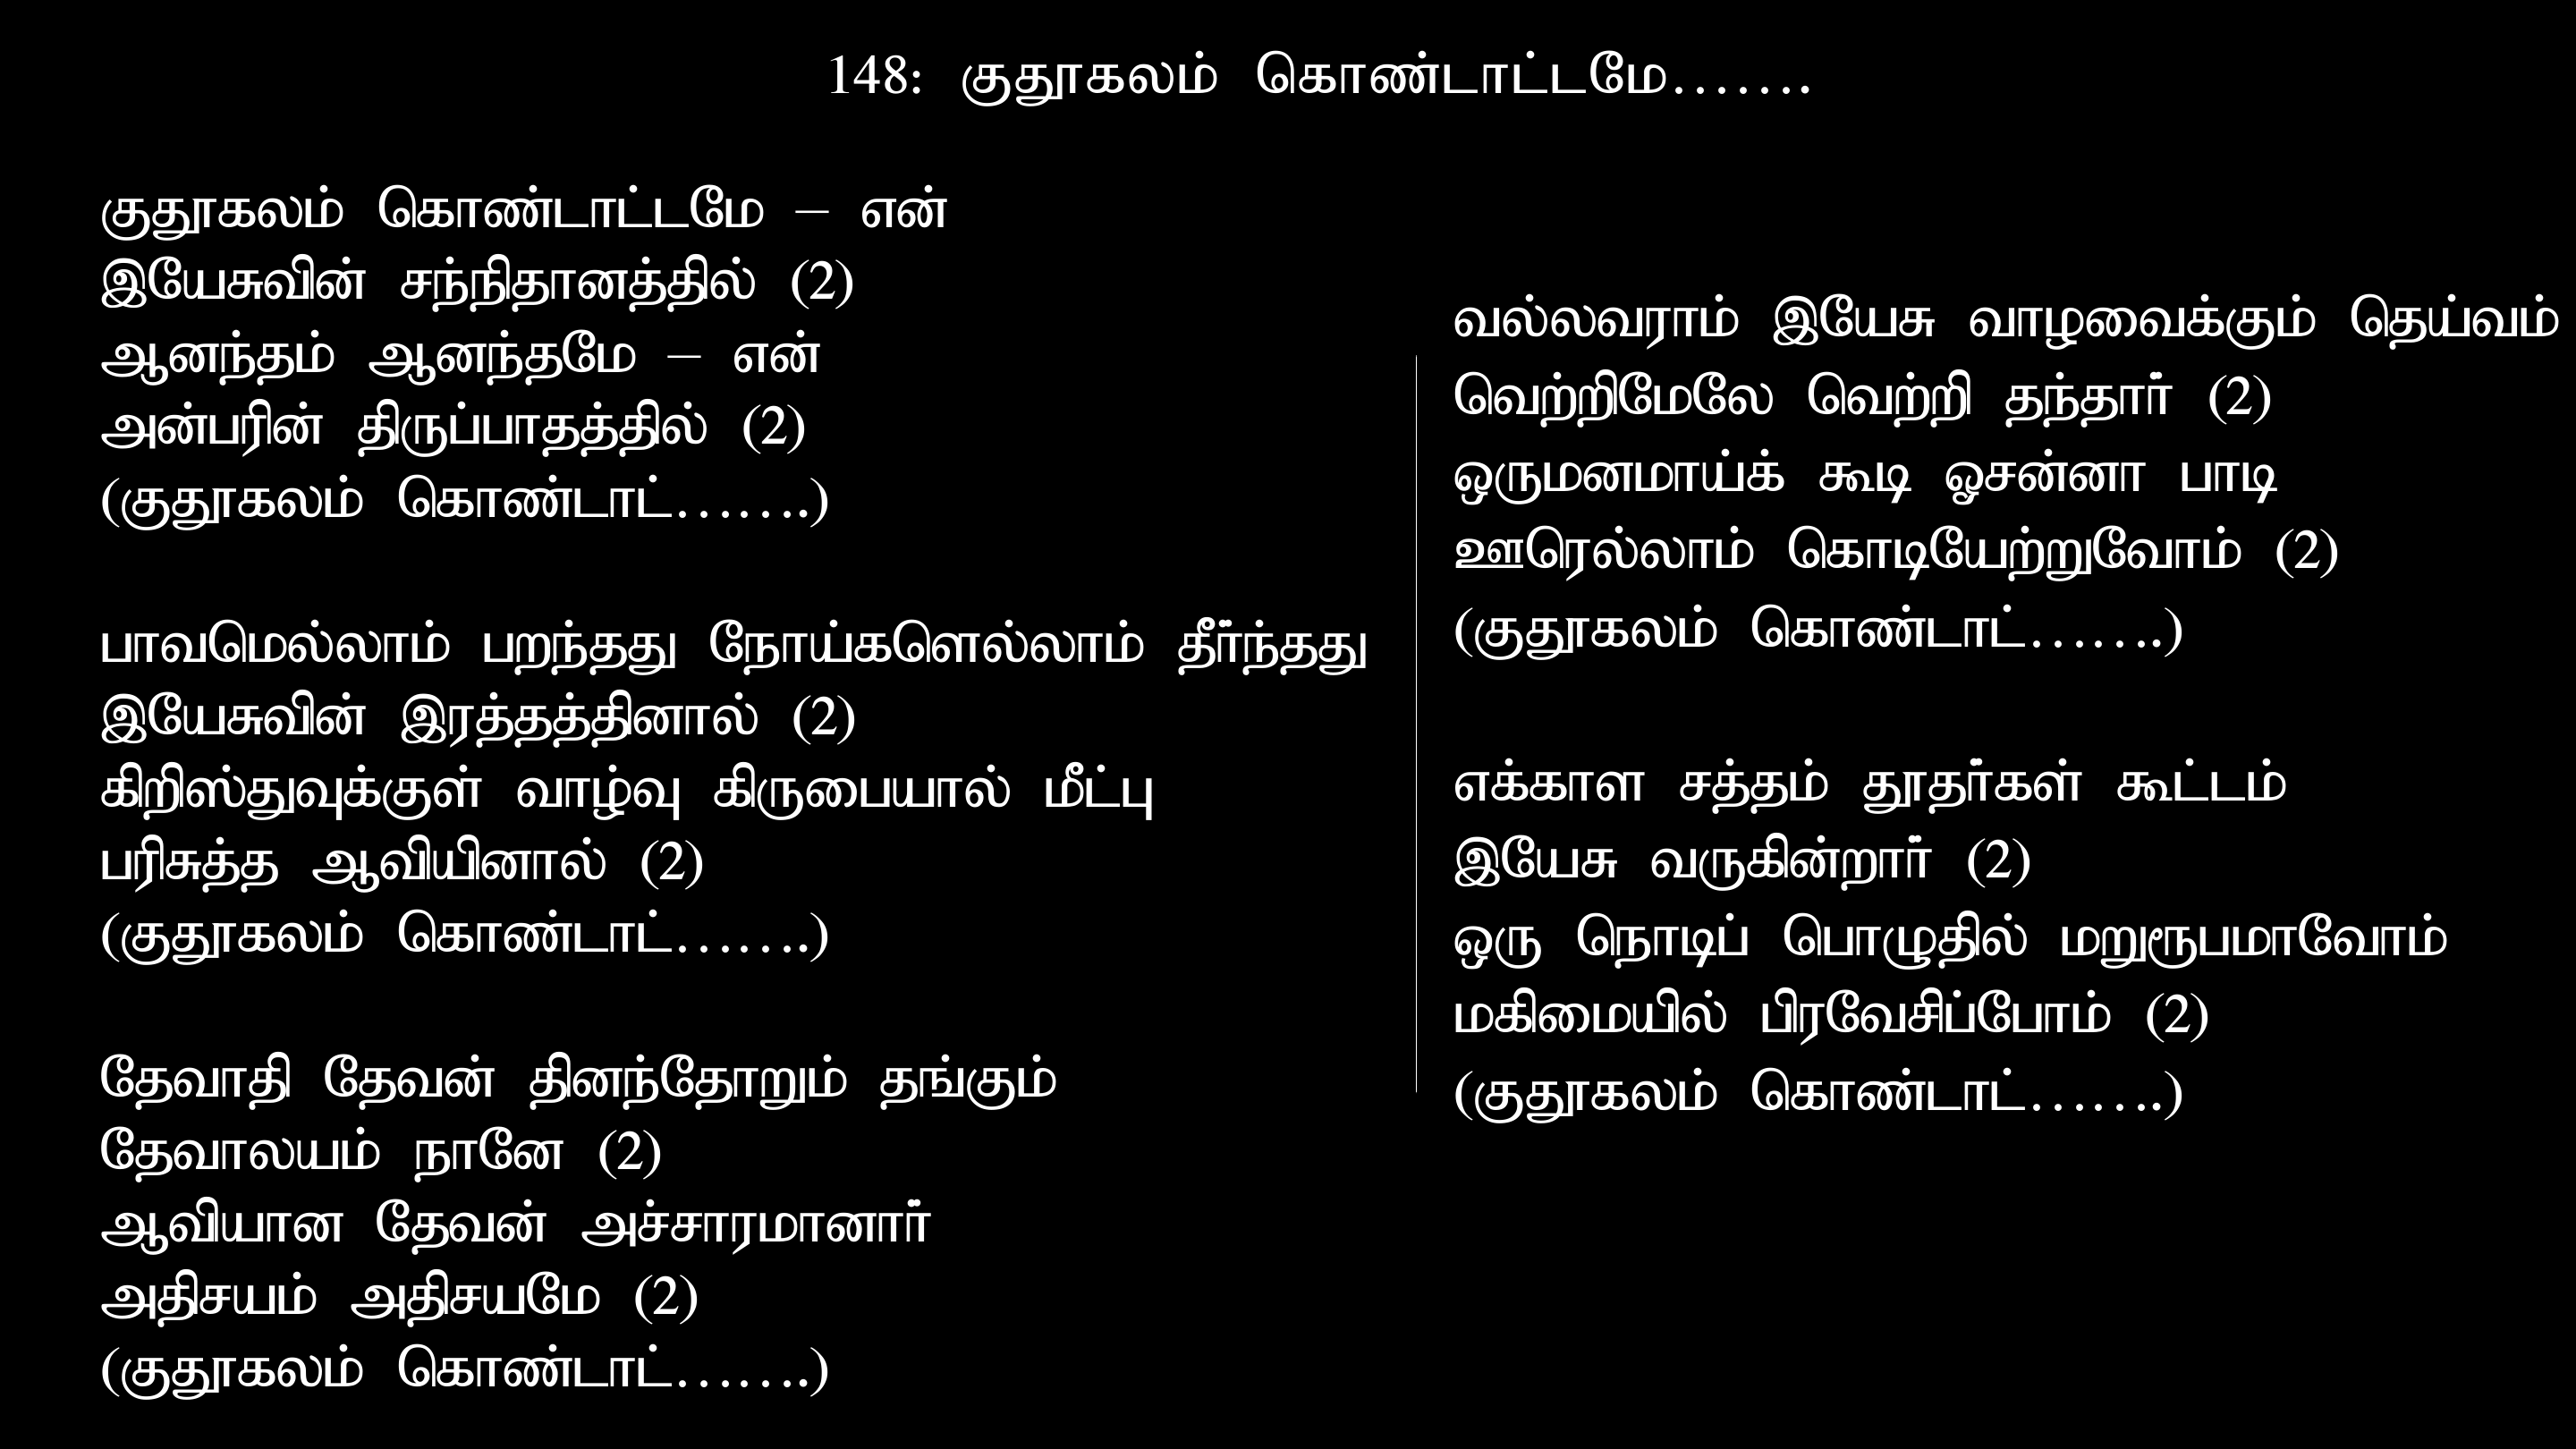 148: குதூகலம் கொண்டாட்டமே…….
குதூகலம் கொண்டாட்டமே – என்
இயேசுவின் சந்நிதானத்தில் (2)
ஆனந்தம் ஆனந்தமே – என்
அன்பரின் திருப்பாதத்தில் (2)
(குதூகலம் கொண்டாட்…….)
பாவமெல்லாம் பறந்தது நோய்களெல்லாம் தீர்ந்தது
இயேசுவின் இரத்தத்தினால் (2)
கிறிஸ்துவுக்குள் வாழ்வு கிருபையால் மீட்பு
பரிசுத்த ஆவியினால் (2)
(குதூகலம் கொண்டாட்…….)
தேவாதி தேவன் தினந்தோறும் தங்கும்
தேவாலயம் நானே (2)
ஆவியான தேவன் அச்சாரமானார்
அதிசயம் அதிசயமே (2)
(குதூகலம் கொண்டாட்…….)
வல்லவராம் இயேசு வாழவைக்கும் தெய்வம்
வெற்றிமேலே வெற்றி தந்தார் (2)
ஒருமனமாய்க் கூடி ஓசன்னா பாடி
ஊரெல்லாம் கொடியேற்றுவோம் (2)
(குதூகலம் கொண்டாட்…….)
எக்காள சத்தம் தூதர்கள் கூட்டம்
இயேசு வருகின்றார் (2)
ஒரு நொடிப் பொழுதில் மறுரூபமாவோம்
மகிமையில் பிரவேசிப்போம் (2)
(குதூகலம் கொண்டாட்…….)